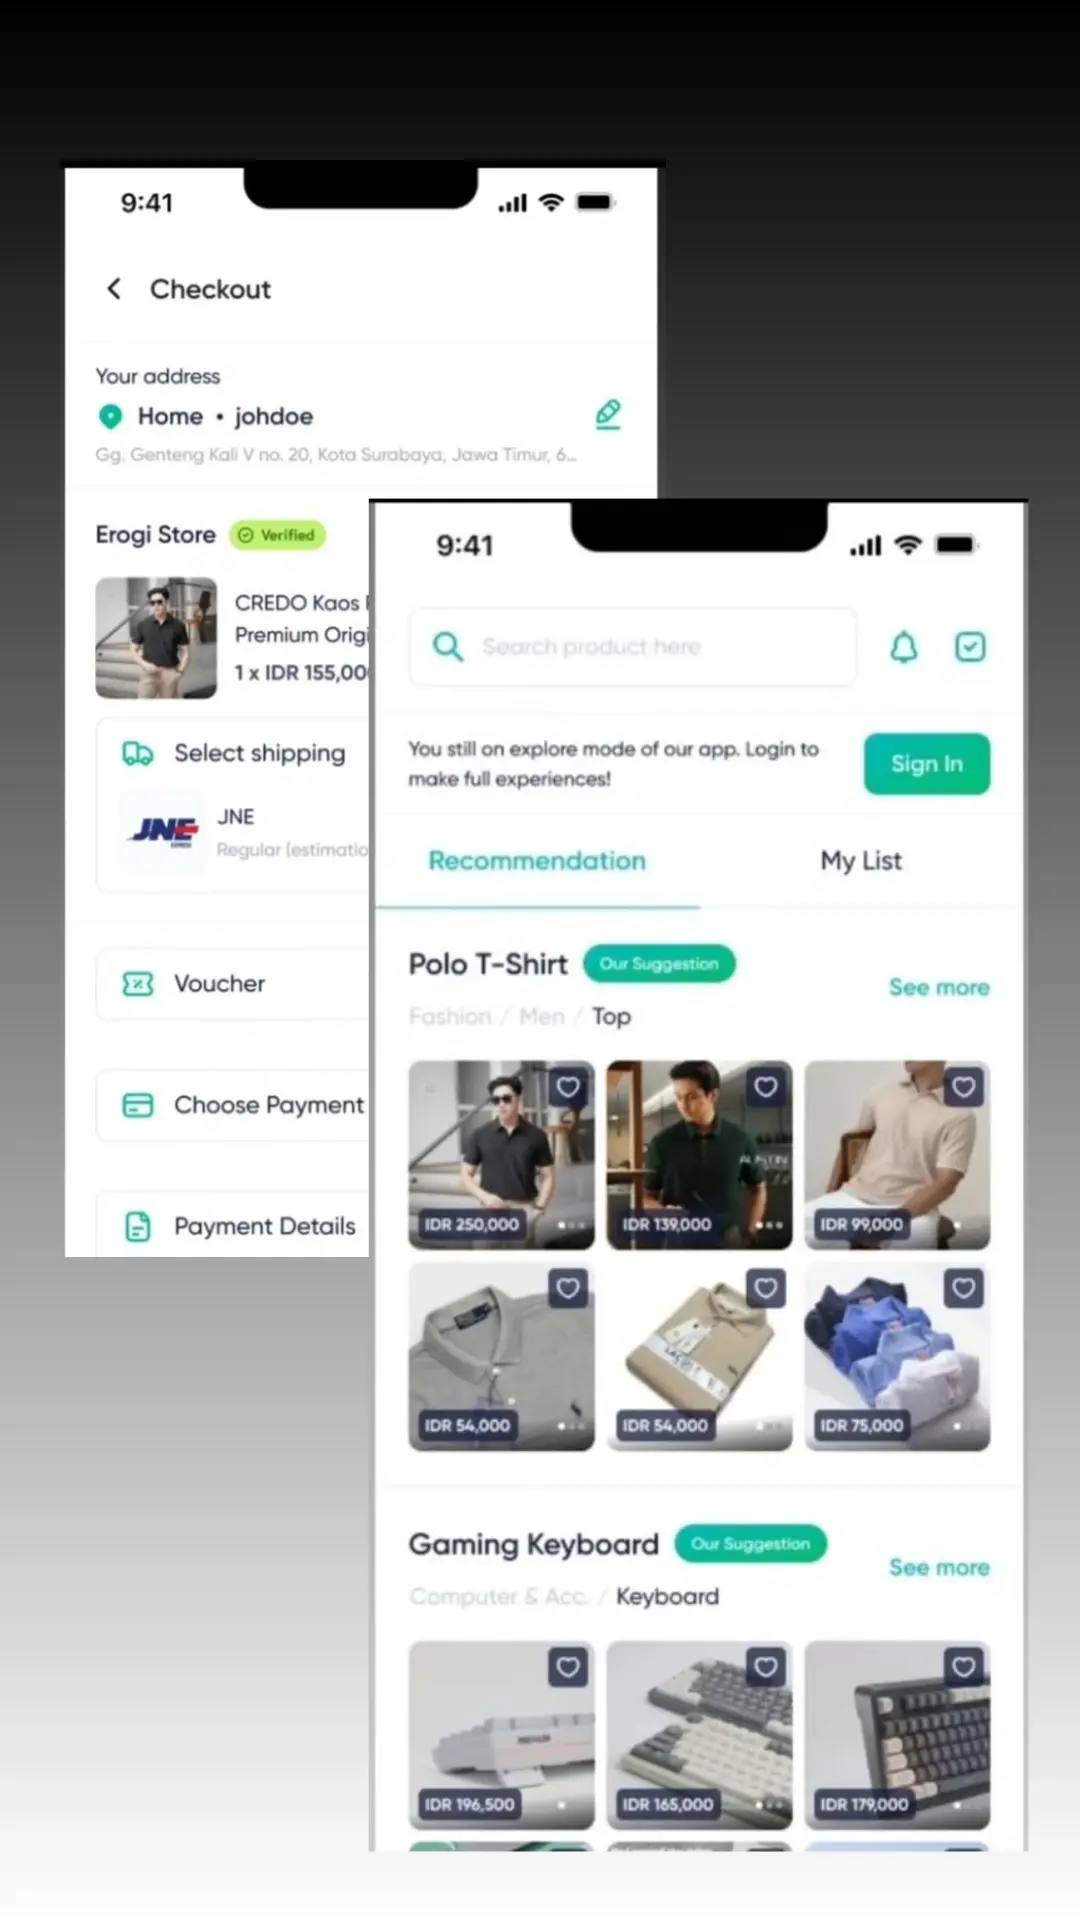 9:41
Checkout
Your address
Home • johdoe
Gg. Genteng Kali V no. 20, Kota Surabaya, Jawa Timur, 6...
Erogi Store
Verified
CREDO Kaos
Premium Origi
1 x IDR 155,00
Select shipping
JNE
EXPRESS
JNE
Regular (estimatio
Voucher
Choose Payment
Payment Details
9:41
Search product here
You still on explore mode of our app. Login to
make full experiences!
Sign In
Recommendation
My List
Polo T-Shirt
Our Suggestion
See more
Fashion / Men / Top
AUSTIN
IDR 250,000
IDR 139,000
IDR 99,000
IDR 54,000
IDR 54,000
IDR 75,000
Gaming Keyboard
Our Suggestion
See more
Computer & Acc. / Keyboard
IDR 196,500
IDR 165,000
IDR 179,000